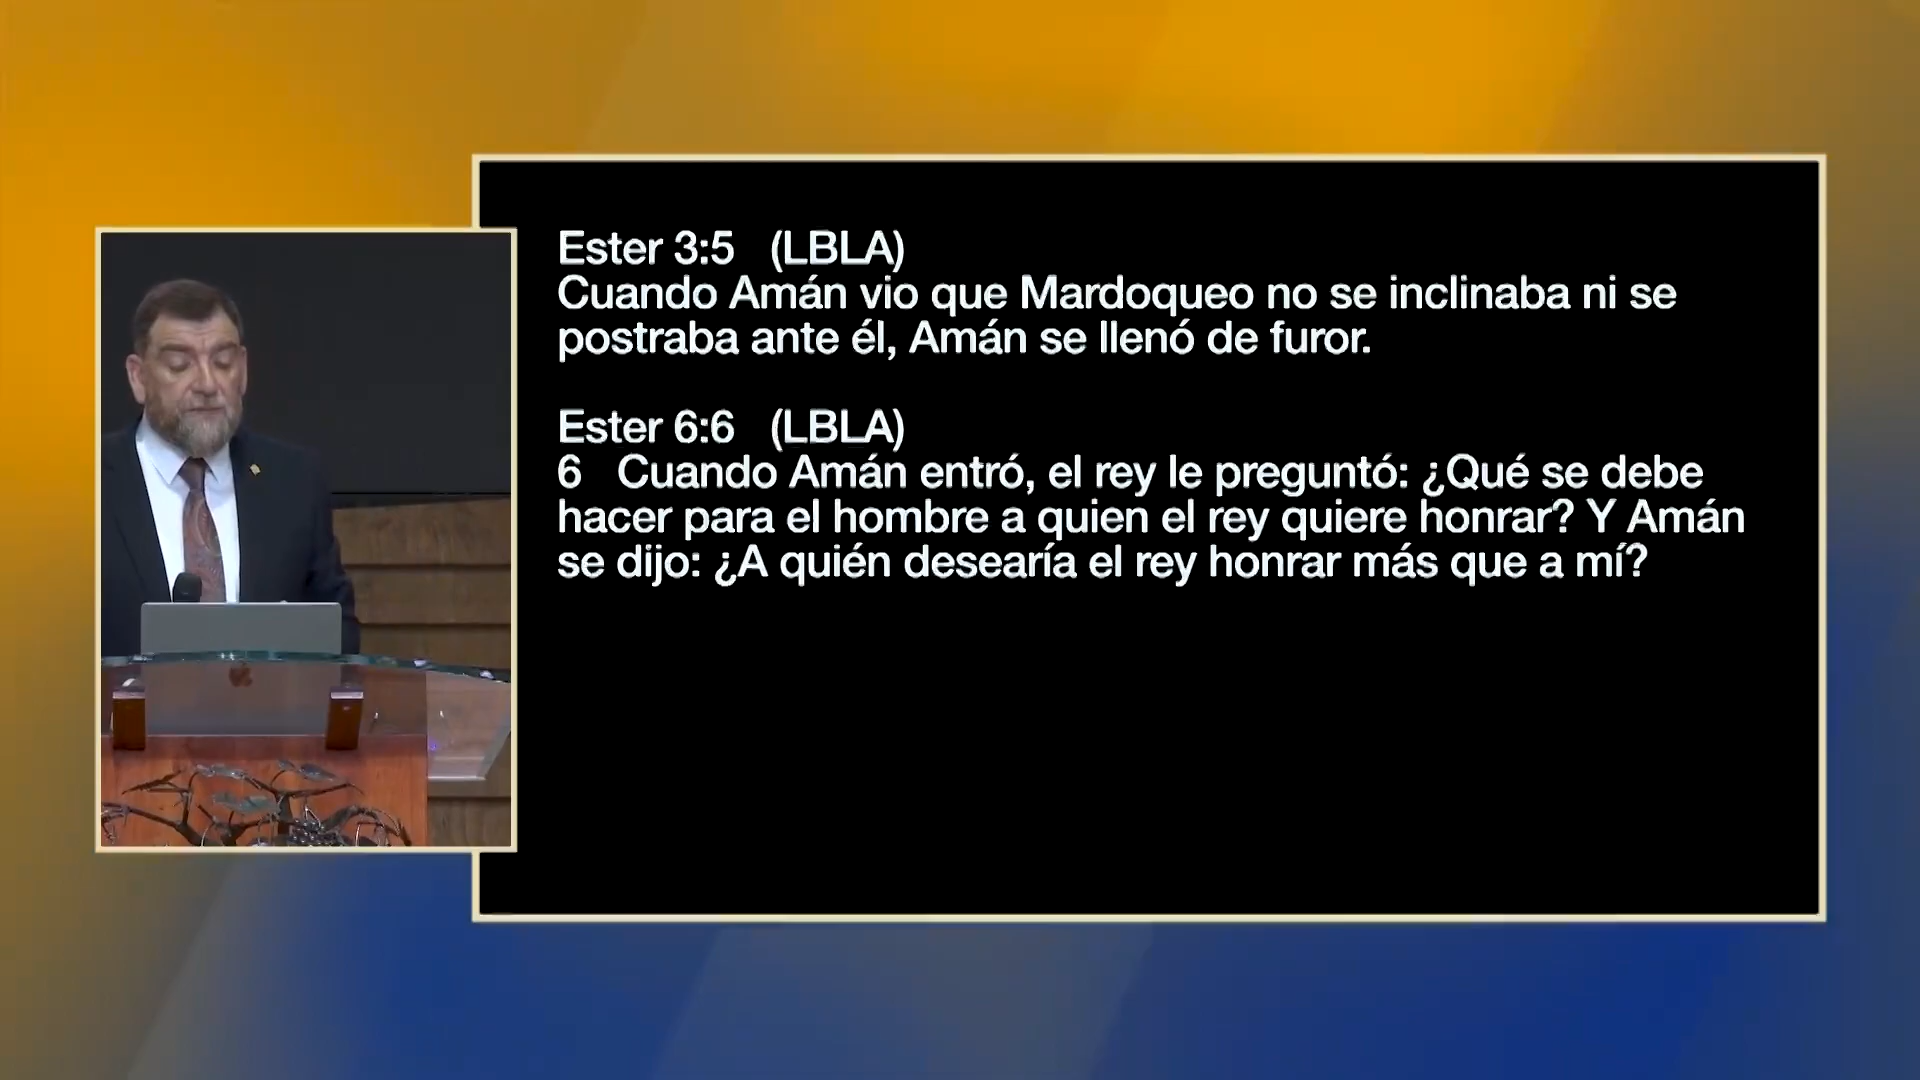 Ester 3:5 (LBLA)
Cuando Amán vio que Mardoqueo no se inclinaba ni se
postraba ante él, Amán se llenó de furor.
Ester 6:6 (LBLA)
6 Cuando Amán entró, el rey le preguntó: ¿Qué se debe
hacer para el hombre a quien el rey quiere honrar? Y Amán
se dijo: ¿A quién desearía el rey honrar más que a mí?